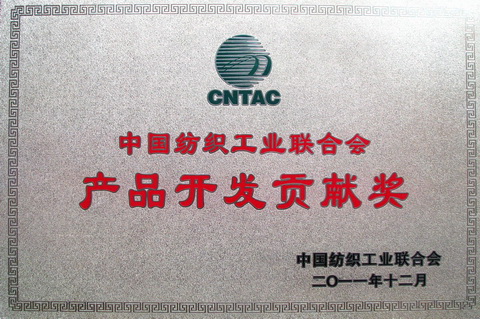 CNTAC
中国纺织工业联合会
产品开发贡献奖
中国纺织工业联合会
二〇一一年十二月